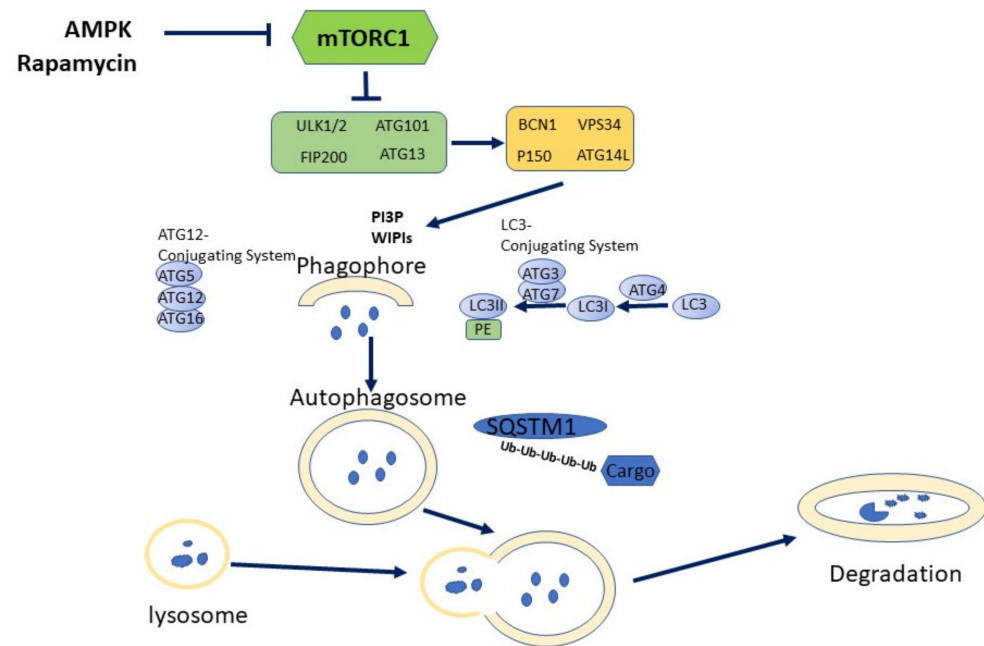 AMPK
Rapamycin
mTORC1
ULK1/2 ATG101
FIP200 ATG13
BCN1 VPS34
P150 ATG14L
PI3P
WIPIs
ATG12-
Conjugating System
ATG5
ATG12
ATG16
Phagophore
LC3-
Conjugating System
ATG3
ATG7
ATG4
LC3II
LC3I
LC3
PE
Autophagosome
SQSTM1
Ub-Ub-Ub-Ub-Ub
Cargo
lysosome
Degradation